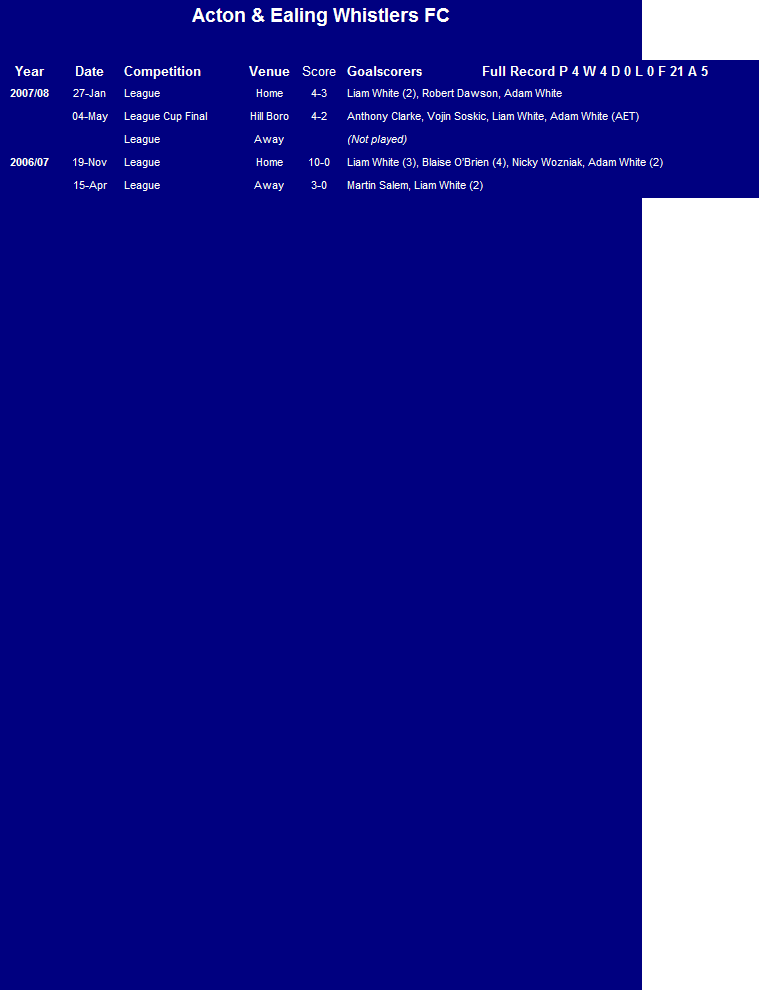 Acton & Ealing Whistlers FC
Year Date Competition Venue Score Goalscorers Full Record P 4 W 4 D 0 L 0 F 21 A 5
2007/08 27-Jan League Home 4-3 Liam White (2), Robert Dawson, Adam White
04-May League Cup Final Hill Boro 4-2 Anthony Clarke, Vojin Soskic, Liam White, Adam White (AET)
League Away (Not played)
2006/07 19-Nov League Home 10-0 Liam White (3), Blaise O'Brien (4), Nicky Wozniak, Adam White (2)
15-Apr League Away 3-0 Martin Salem, Liam White (2)